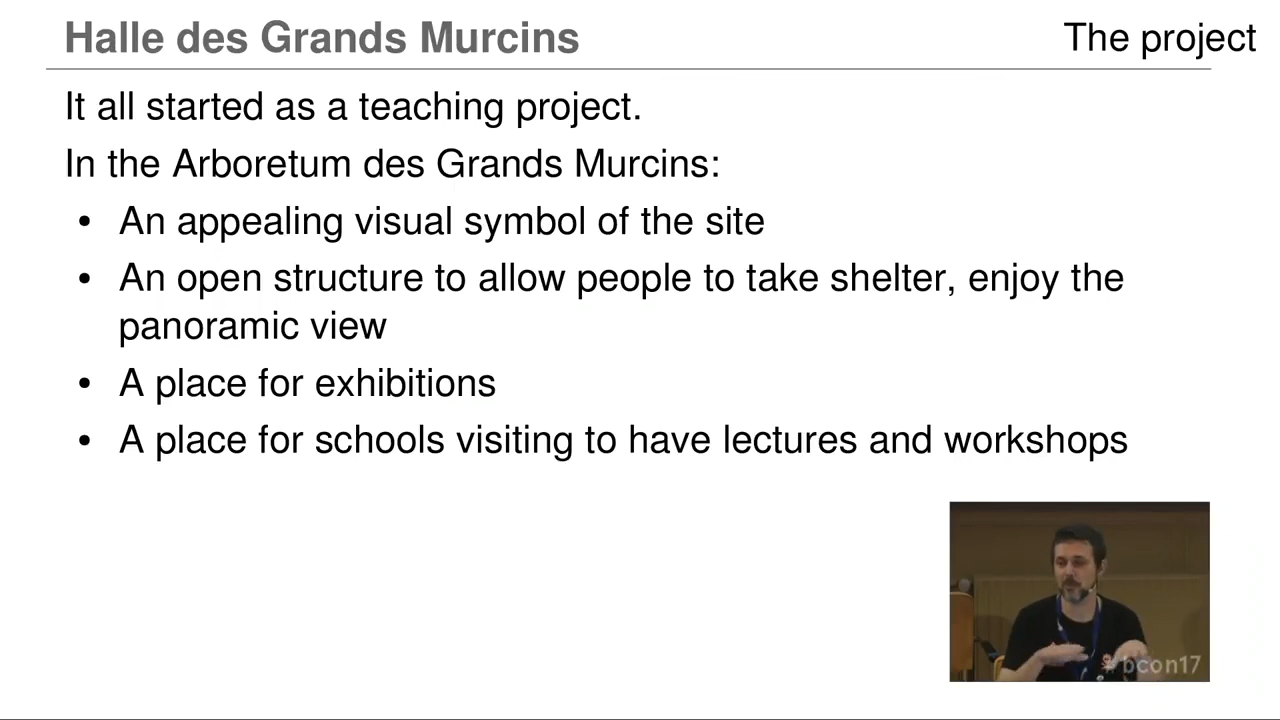 Halle des Grands Murcins
The project
It all started as a teaching project.
In the Arboretum des Grands Murcins:
• An appealing visual symbol of the site
• An open structure to allow people to take shelter, enjoy the
panoramic view
• A place for exhibitions
• A place for schools visiting to have lectures and workshops
#bcon17